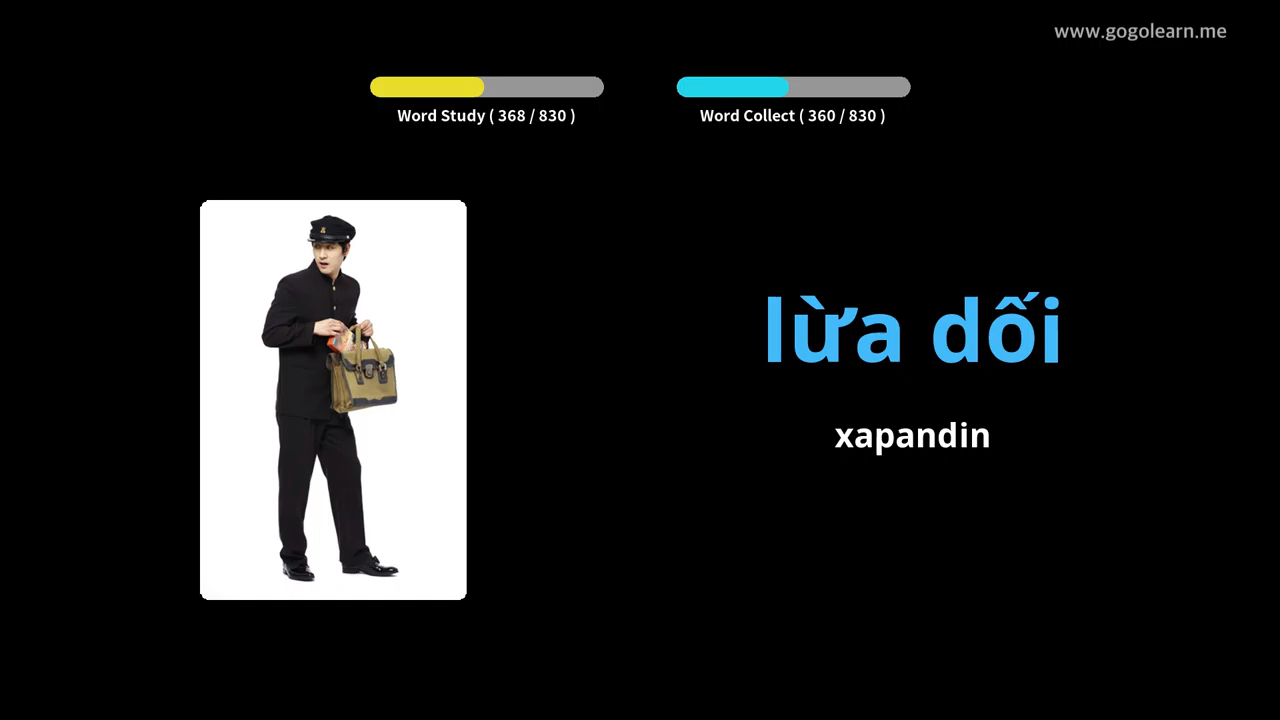 www.gogolearn.me
Word Study ( 368 / 830 )
Word Collect ( 360 / 830 )
lừa dối
xapandin